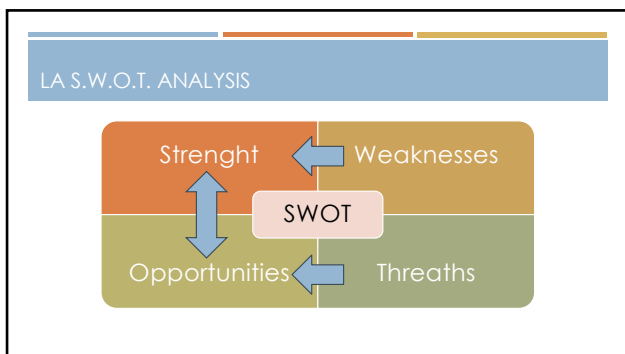 LA S.W.O.T. ANALYSIS
Strenght
Weaknesses
SWOT
Opportunities
Threaths